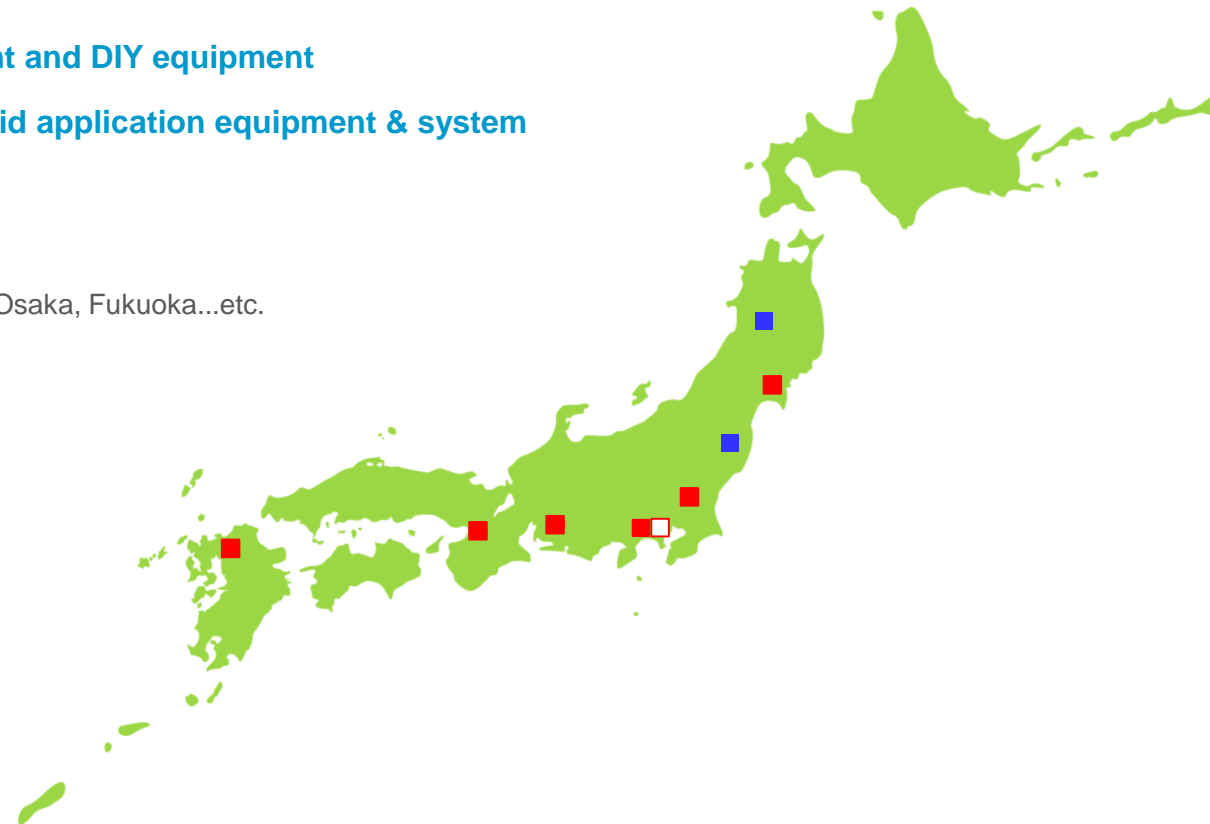 nt and DIY equipment
id application equipment & system
Osaka, Fukuoka...etc.